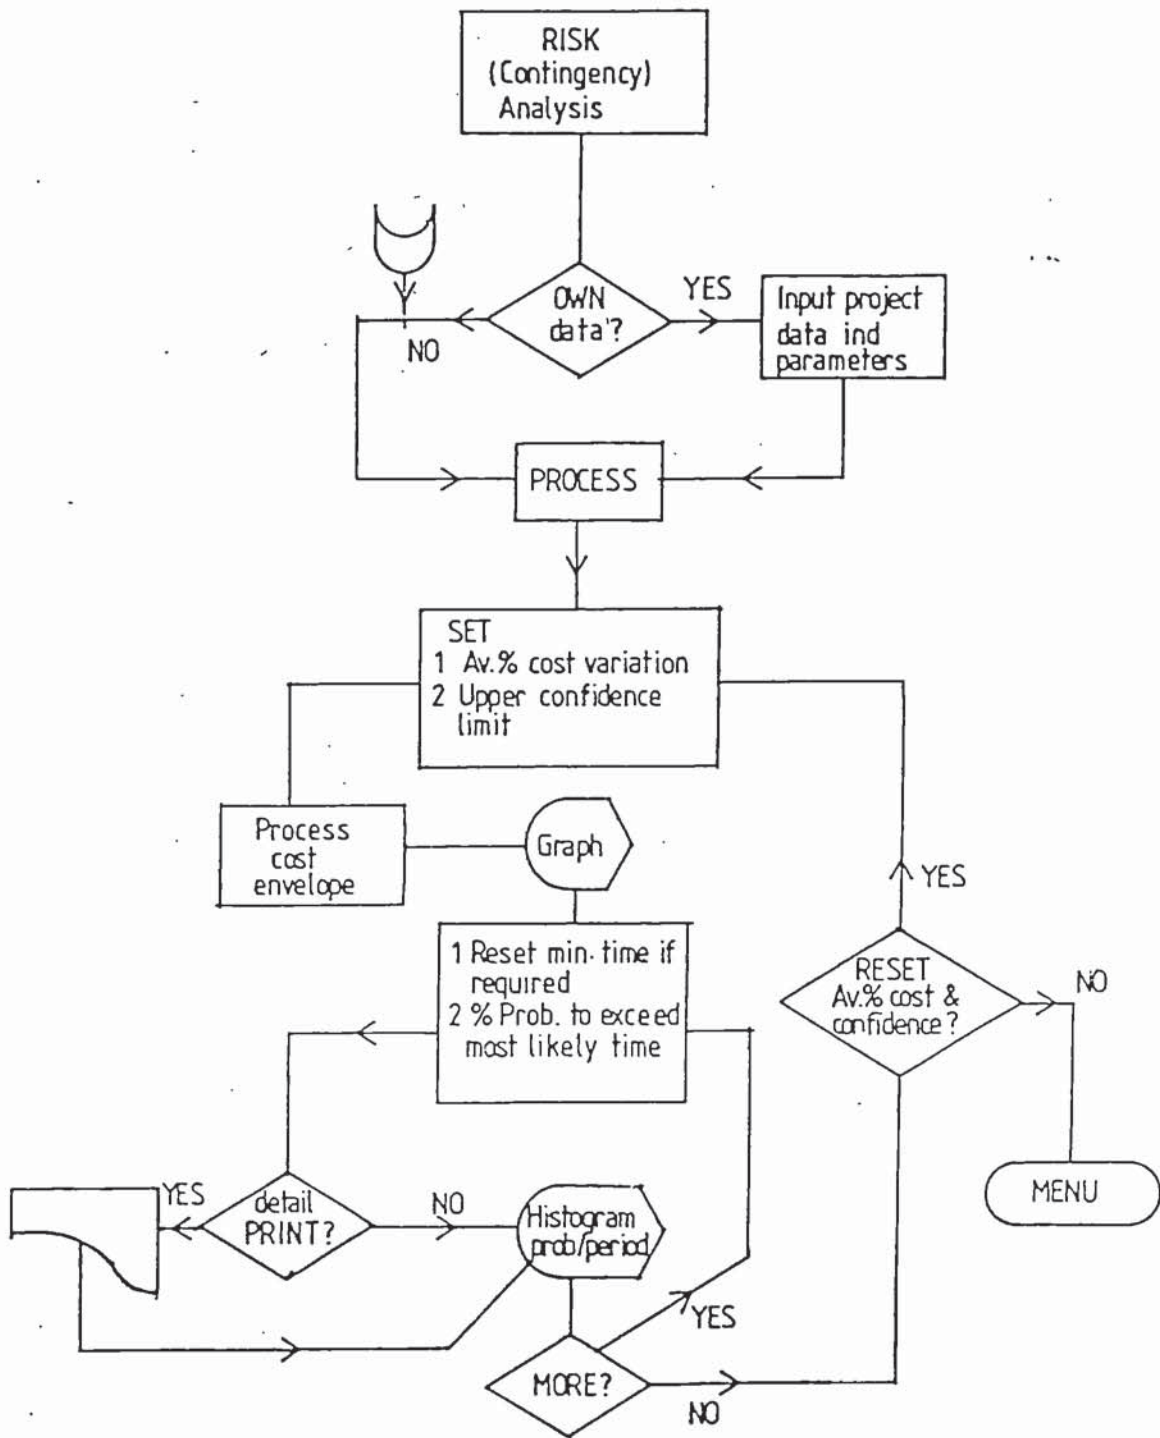 RISK
(Contingency)
Analysis
OWN
data'?
YES
Input project
data ind
parameters
NO
PROCESS
SET
1 Av.% cost variation
2 Upper confidence
limit
Process
cost
envelope
Graph
YES
1 Reset min. time if
required
2 % Prob. to exceed
most likely time
RESET
Av.% cost &
confidence?
NO
MENU
YES
detail
PRINT?
NO
Histogram
prob/period
YES
MORE?
NO